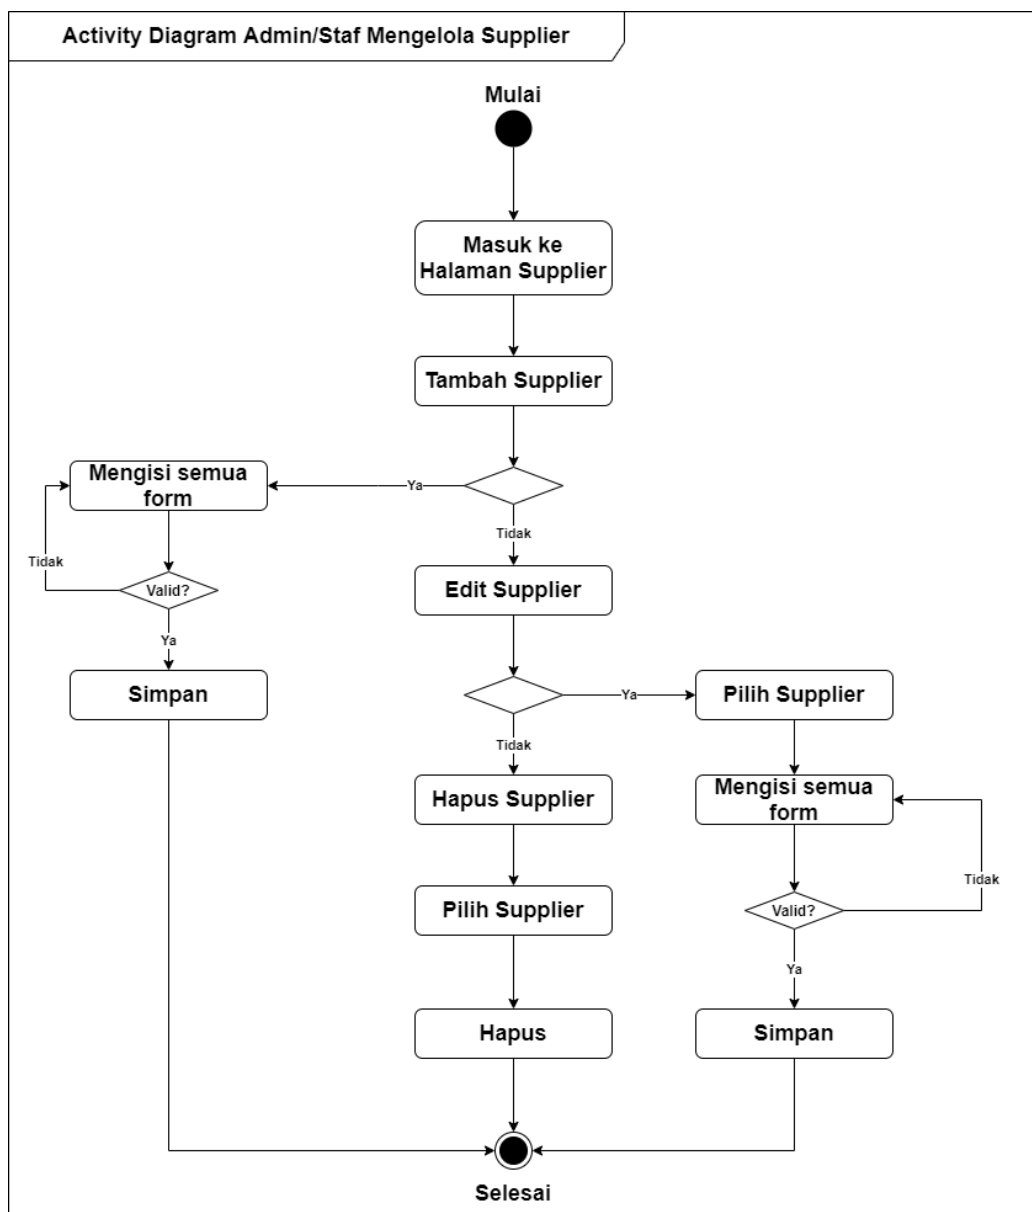 Activity Diagram Admin/Staf Mengelola Supplier
Mulai
Masuk ke
Halaman Supplier
Tambah Supplier
Mengisi semua
form
Ya
Tidak
Tidak
Valid?
Edit Supplier
Ya
Simpan
Ya
Pilih Supplier
Tidak
Hapus Supplier
Mengisi semua
form
Tidak
Pilih Supplier
Valid?
Ya
Hapus
Simpan
Selesai